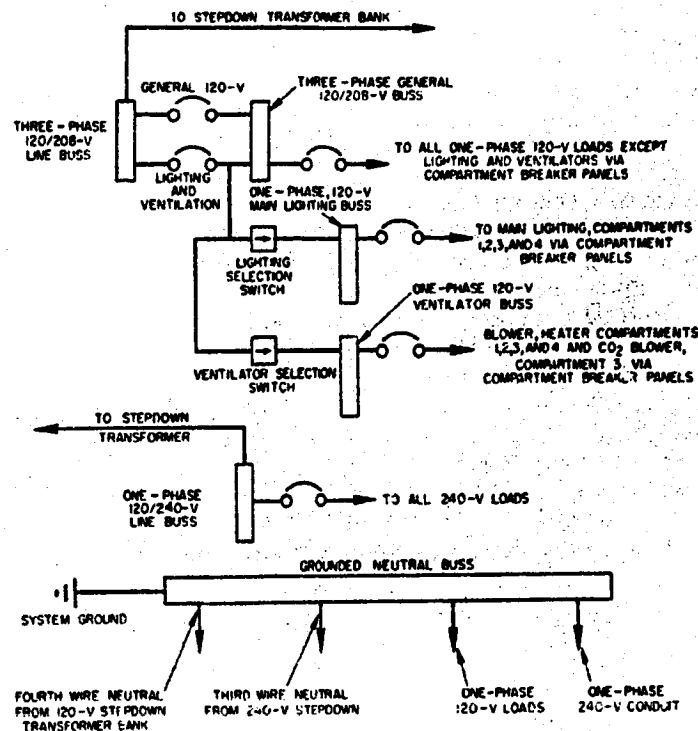 TO STEPDOWN TRANSFORMER BANK
GENERAL 120-V
THREE-PHASE GENERAL
120/208-V BUSS
THREE-PHASE
120/208-V
LINE BUSS
LIGHTING
AND
VENTILATION
TO ALL ONE-PHASE 120-V LOADS EXCEPT
LIGHTING AND VENTILATORS VIA
COMPARTMENT BREAKER PANELS
ONE-PHASE, 120-V
MAIN LIGHTING BUSS
LIGHTING
SELECTION
SWITCH
TO MAIN LIGHTING, COMPARTMENTS
1,2,3, AND 4 VIA COMPARTMENT
BREAKER PANELS
ONE-PHASE 120-V
VENTILATOR BUSS
VENTILATOR SELECTION
SWITCH
BLOWER, HEATER COMPARTMENTS
1,2,3, AND 4 AND CO2 BLOWER,
COMPARTMENT 3 VIA
COMPARTMENT BREAKER PANELS
TO STEPDOWN
TRANSFORMER
ONE-PHASE
120/240-V
LINE BUSS
TO ALL 240-V LOADS
GROUNDED NEUTRAL BUSS
SYSTEM GROUND
FOURTH WIRE NEUTRAL
FROM 120-V STEPDOWN
TRANSFORMER BANK
THIRD WIRE NEUTRAL
FROM 240-V STEPDOWN
ONE-PHASE
120-V LOADS
ONE-PHASE
240-V CONDUIT